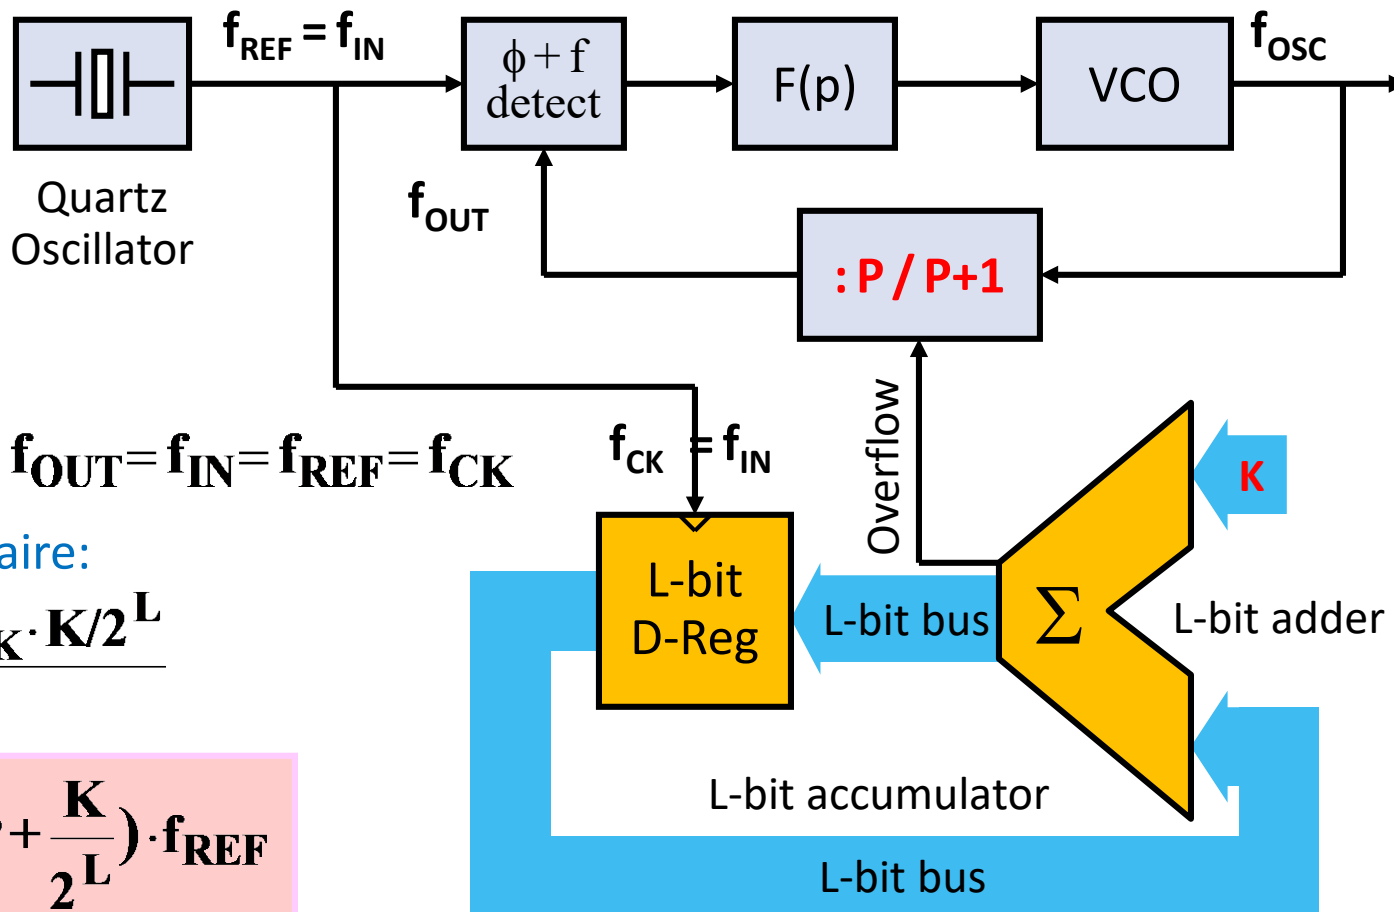 f_REF = f_IN
ϕ + f
detect
F(p)
VCO
f_OSC
Quartz
Oscillator
f_OUT
: P / P+1
Overflow
f_OUT = f_IN = f_REF = f_CK
f_CK = f_IN
K
aire:
K · K/2^L
L-bit
D-Reg
L-bit bus
Σ
L-bit adder
+ K/2^L) · f_REF
L-bit accumulator
L-bit bus